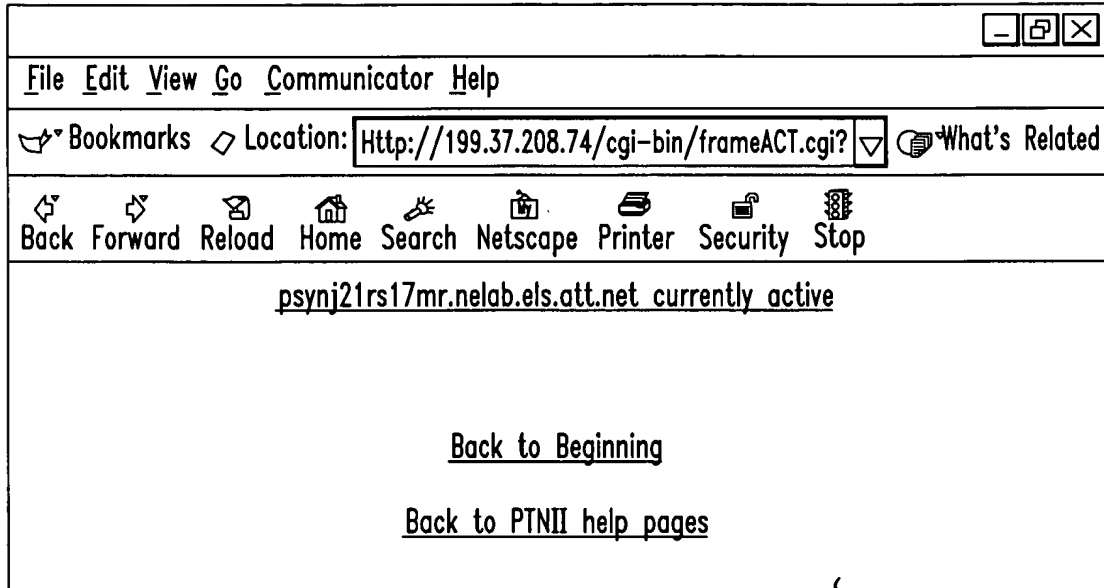 File Edit View Go Communicator Help
Bookmarks Location: Http://199.37.208.74/cgi-bin/frameACT.cgi? What's Related
My
Back Forward Reload Home Search Netscape Printer Security Stop
psynj21rs17mr.nelab.els.att.net currently active
Back to Beginning
Back to PTNII help pages